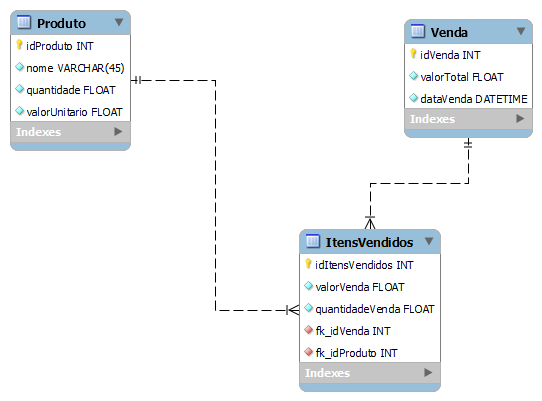 Produto
idProduto INT
nome VARCHAR(45)
quantidade FLOAT
valorUnitario FLOAT
Indexes
Venda
idVenda INT
valorTotal FLOAT
dataVenda DATETIME
Indexes
ItensVendidos
idItensVendidos INT
valorVenda FLOAT
quantidadeVenda FLOAT
fk_idVenda INT
fk_idProduto INT
Indexes